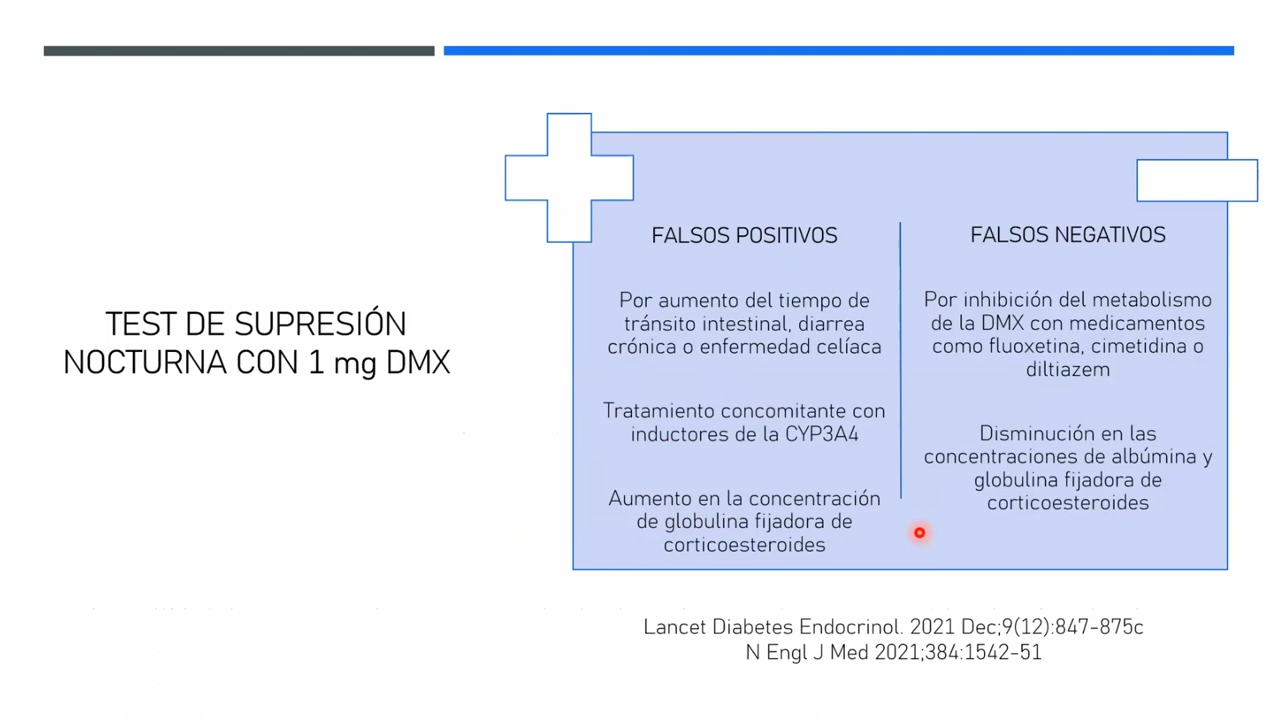 TEST DE SUPRESIÓN
NOCTURNA CON 1 mg DMX
FALSOS POSITIVOS
Por aumento del tiempo de
tránsito intestinal, diarrea
crónica o enfermedad celíaca
Tratamiento concomitante con
inductores de la CYP3A4
Aumento en la concentración
de globulina fijadora de
corticoesteroides
FALSOS NEGATIVOS
Por inhibición del metabolismo
de la DMX con medicamentos
como fluoxetina, cimetidina o
diltiazem
Disminución en las
concentraciones de albúmina y
globulina fijadora de
corticoesteroides
Lancet Diabetes Endocrinol. 2021 Dec;9(12):847-875c
N Engl J Med 2021;384:1542-51